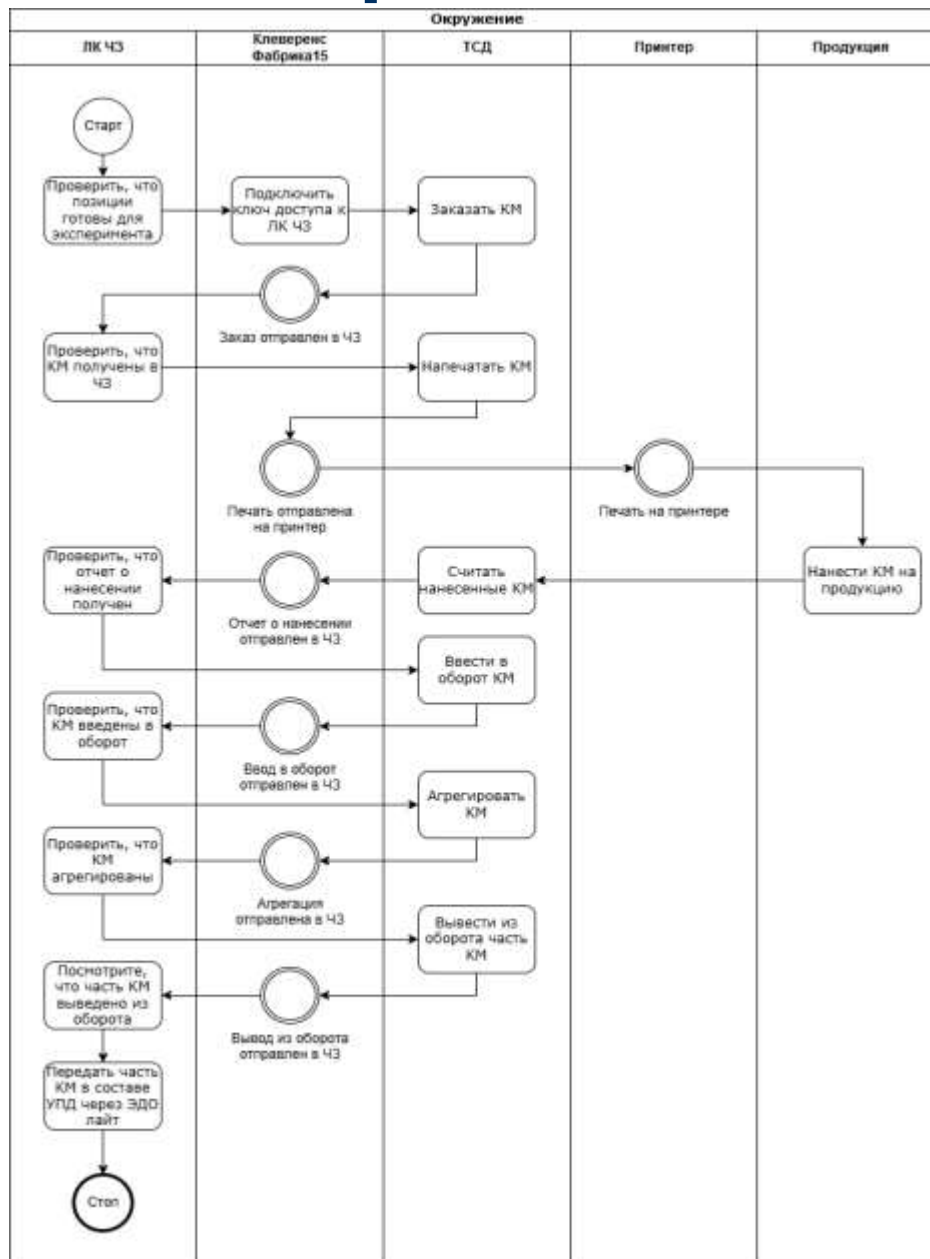 Окружение
ЛК ЧЗ
Клеверенс
Фабрика15
ТСД
Принтер
Продукция
Старт
Проверить, что
позиции
готовы для
эксперимента
Подключить
ключ доступа к
ЛК ЧЗ
Заказать КМ
Заказ отправлен в ЧЗ
Проверить, что
КМ получены в
ЧЗ
Напечатать КМ
Печать отправлена
на принтер
Печать на принтере
Проверить, что
отчет о
нанесении
получен
Отчет о нанесении
отправлен в ЧЗ
Считать
нанесенные КМ
Нанести КМ на
продукцию
Ввести в
оборот КМ
Проверить, что
КМ введены в
оборот
Ввод в оборот
отправлен в ЧЗ
Агрегировать
КМ
Проверить, что
КМ
агрегированы
Агрегация
отправлена в ЧЗ
Вывести из
оборота часть
КМ
Посмотрите,
что часть КМ
выведено из
оборота
Вывод из оборота
отправлен в ЧЗ
Передать часть
КМ в составе
УПД через ЭДО
лайт
Стоп